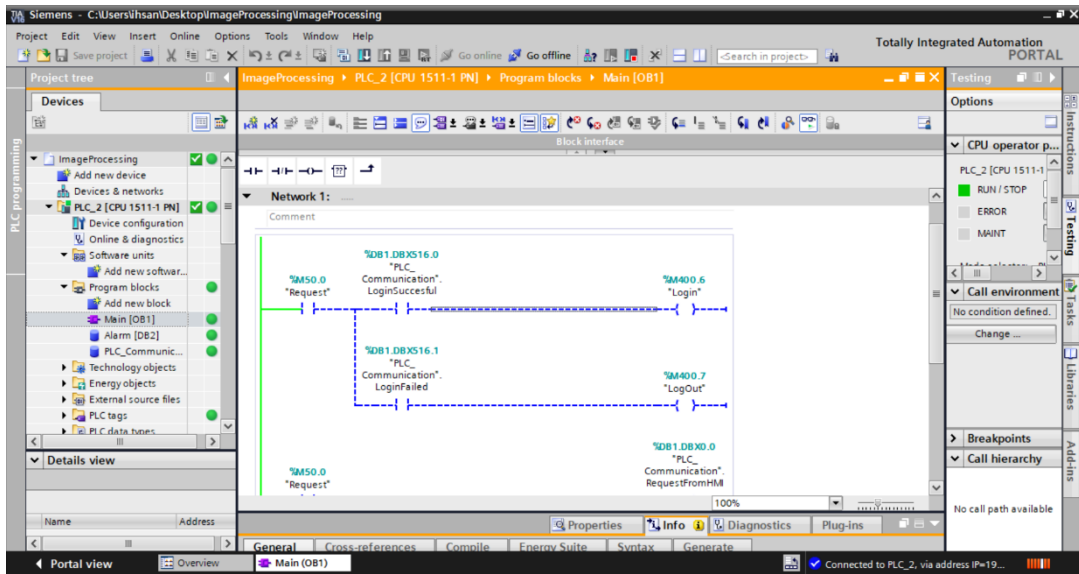 Siemens - C:\Users\ihsan\Desktop\ImageProcessing\ImageProcessing
Project Edit View Insert Online Options Tools Window Help
Totally Integrated Automation
PORTAL
Save project
Go online
Go offline
<Search in project>
Project tree
ImageProcessing
PLC_2 [CPU 1511-1 PN]
Program blocks
Main [OB1]
Testing
Devices
Options
PLC programming
Block interface
ImageProcessing
Add new device
Devices & networks
PLC_2 [CPU 1511-1 PN]
Device configuration
Online & diagnostics
Software units
Add new softwar...
Program blocks
Add new block
Main [OB1]
Alarm [DB2]
PLC_Communic...
Technology objects
Energy objects
External source files
PLC tags
PLC data types
Network 1: .....
Comment
%DB1.DBX516.0
"PLC_
Communication".
LoginSuccesful
%M50.0
"Request"
%M400.6
"Login"
%DB1.DBX516.1
"PLC_
Communication".
LoginFailed
%M400.7
"LogOut"
%DB1.DBX0.0
"PLC_
Communication".
RequestFromHMI
%M50.0
"Request"
100%
CPU operator p...
PLC_2 [CPU 1511-1
RUN / STOP
ERROR
MAINT
Call environment
No condition defined.
Change ...
Breakpoints
Call hierarchy
No call path available
Instructions
Testing
Tasks
Libraries
Add-ins
Details view
Name Address
Properties
Info
Diagnostics
Plug-ins
General Cross-references Compile Energy Suite Syntax Generate
Portal view
Overview
Main (OB1)
Connected to PLC_2, via address IP=19...